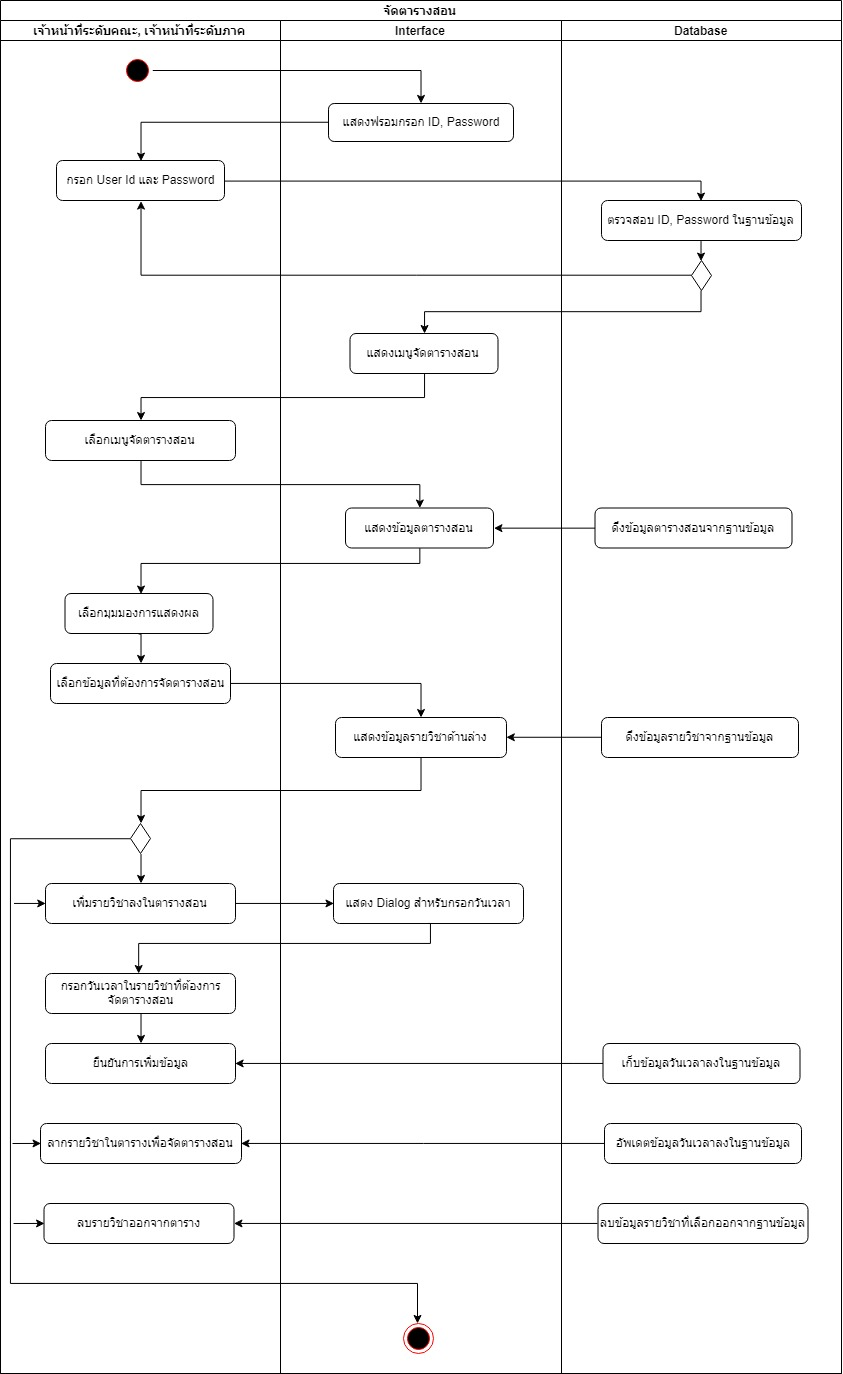 จัดตารางสอน
เจ้าหน้าที่ระดับคณะ, เจ้าหน้าที่ระดับภาค
Interface
Database
แสดงฟรอมกรอก ID, Password
กรอก User Id และ Password
ตรวจสอบ ID, Password ในฐานข้อมูล
แสดงเมนูจัดตารางสอน
เลือกเมนูจัดตารางสอน
แสดงข้อมูลตารางสอน
ดึงข้อมูลตารางสอนจากฐานข้อมูล
เลือกมุมมองการแสดงผล
เลือกข้อมูลที่ต้องการจัดตารางสอน
แสดงข้อมูลรายวิชาด้านล่าง
ดึงข้อมูลรายวิชาจากฐานข้อมูล
เพิ่มรายวิชาลงในตารางสอน
แสดง Dialog สำหรับกรอกวันเวลา
กรอกวันเวลาในรายวิชาที่ต้องการ
จัดตารางสอน
ยืนยันการเพิ่มข้อมูล
เก็บข้อมูลวันเวลาลงในฐานข้อมูล
ลากรายวิชาในตารางเพื่อจัดตารางสอน
อัพเดตข้อมูลวันเวลาลงในฐานข้อมูล
ลบรายวิชาออกจากตาราง
ลบข้อมูลรายวิชาที่เลือกออกจากฐานข้อมูล